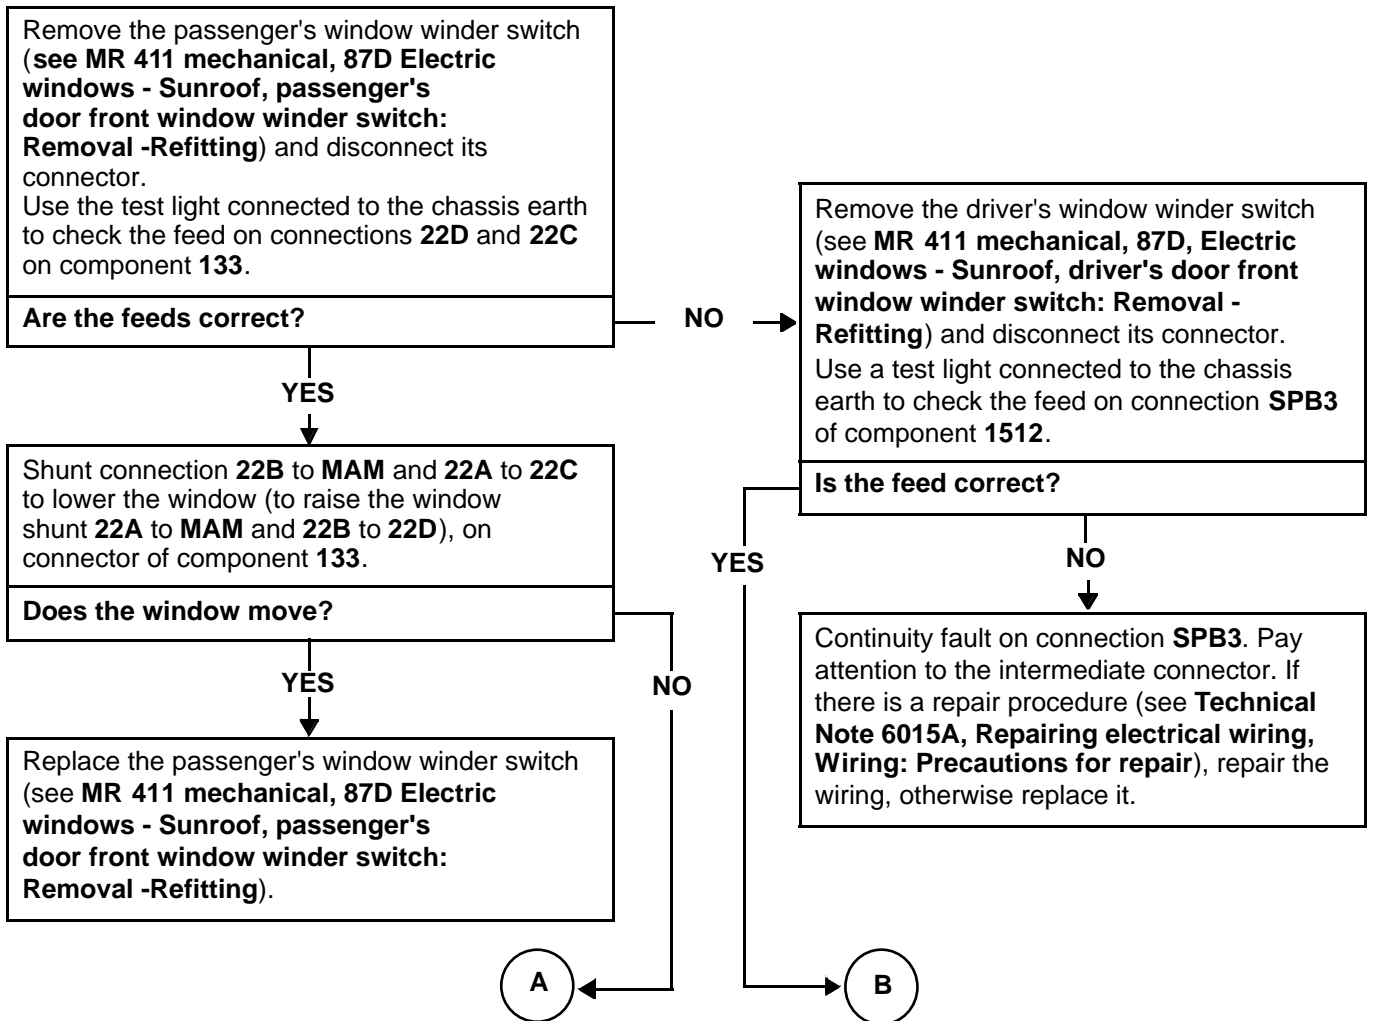 Remove the passenger's window winder switch
(see MR 411 mechanical, 87D Electric
windows - Sunroof, passenger's
door front window winder switch:
Removal -Refitting) and disconnect its
connector.
Use the test light connected to the chassis earth
to check the feed on connections 22D and 22C
on component 133.
Are the feeds correct?
NO
Remove the driver's window winder switch
(see MR 411 mechanical, 87D, Electric
windows - Sunroof, driver's door front
window winder switch: Removal -
Refitting) and disconnect its connector.
Use a test light connected to the chassis
earth to check the feed on connection SPB3
of component 1512.
Is the feed correct?
YES
Shunt connection 22B to MAM and 22A to 22C
to lower the window (to raise the window
shunt 22A to MAM and 22B to 22D), on
connector of component 133.
Does the window move?
YES
NO
Continuity fault on connection SPB3. Pay
attention to the intermediate connector. If
there is a repair procedure (see Technical
Note 6015A, Repairing electrical wiring,
Wiring: Precautions for repair), repair the
wiring, otherwise replace it.
YES
NO
Replace the passenger's window winder switch
(see MR 411 mechanical, 87D Electric
windows - Sunroof, passenger's
door front window winder switch:
Removal -Refitting).
A
B